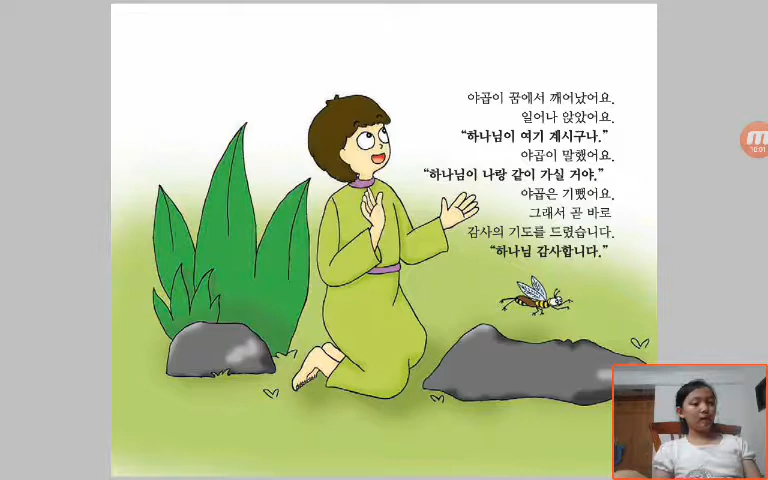 야곱이 꿈에서 깨어났어요.
일어나 앉았어요.
“하나님이 여기 계시구나.”
야곱이 말했어요.
“하나님이 나랑 같이 가실 거야.”
야곱은 기뻤어요.
그래서 곧 바로
감사의 기도를 드렸습니다.
“하나님 감사합니다.”
00:01